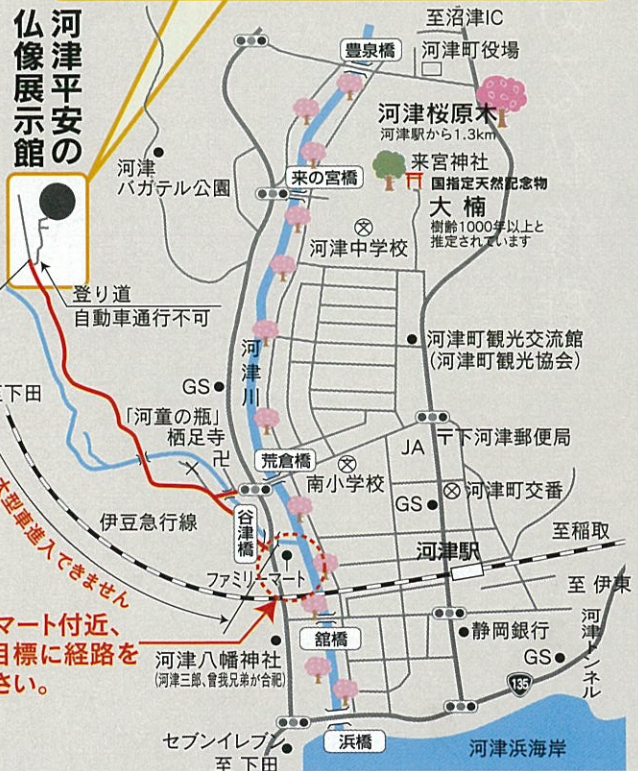 河津平安の
仏像展示館
至沼津IC
豊泉橋
河津町役場
河津桜原木
河津駅から1.3km
来宮神社
国指定天然記念物
大楠
樹齢1000年以上と
推定されています
河津
バガテル公園
来の宮橋
河津中学校
登り道
自動車通行不可
河津町観光交流館
(河津町観光協会)
河津川
GS
至下田
「河童の瓶」
栖足寺
荒倉橋
南小学校
JA
〒下河津郵便局
GS
河津町交番
谷津橋
伊豆急行線
大型車進入できません
ファミリーマート
河津駅
至稲取
至 伊東
マート付近、
目標に経路を
さい。
河津八幡神社
(河津三郎、曾我兄弟が合祀)
舘橋
静岡銀行
GS
河津トンネル
135
セブンイレブン
至 下田
浜橋
河津浜海岸